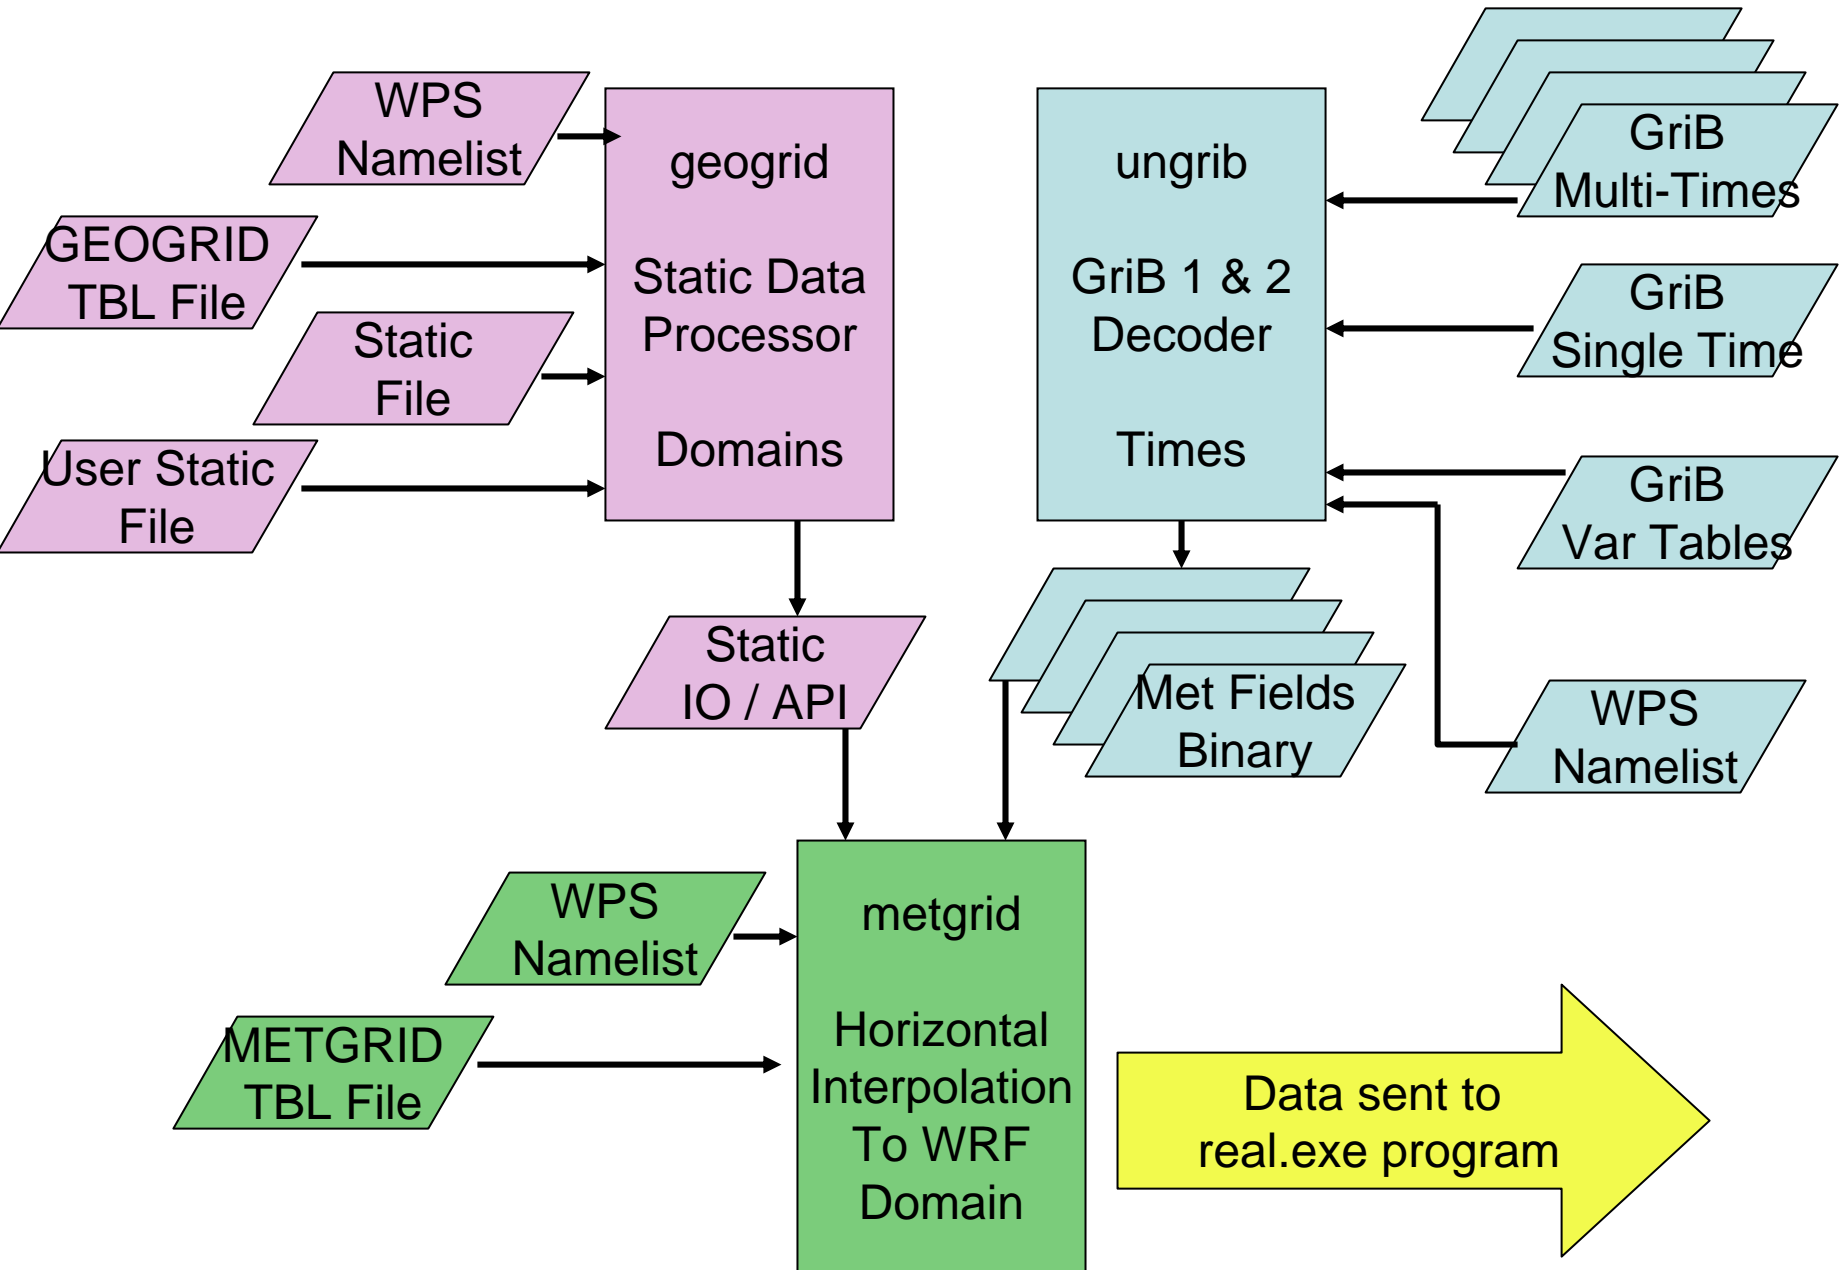 WPS
Namelist
GEOGRID
TBL File
Static
File
User Static
File
geogrid
Static Data
Processor
Domains
ungrib
GriB 1 & 2
Decoder
Times
GriB
Multi-Times
GriB
Single Time
GriB
Var Tables
WPS
Namelist
Static
IO / API
Met Fields
Binary
WPS
Namelist
METGRID
TBL File
metgrid
Horizontal
Interpolation
To WRF
Domain
Data sent to
real.exe program